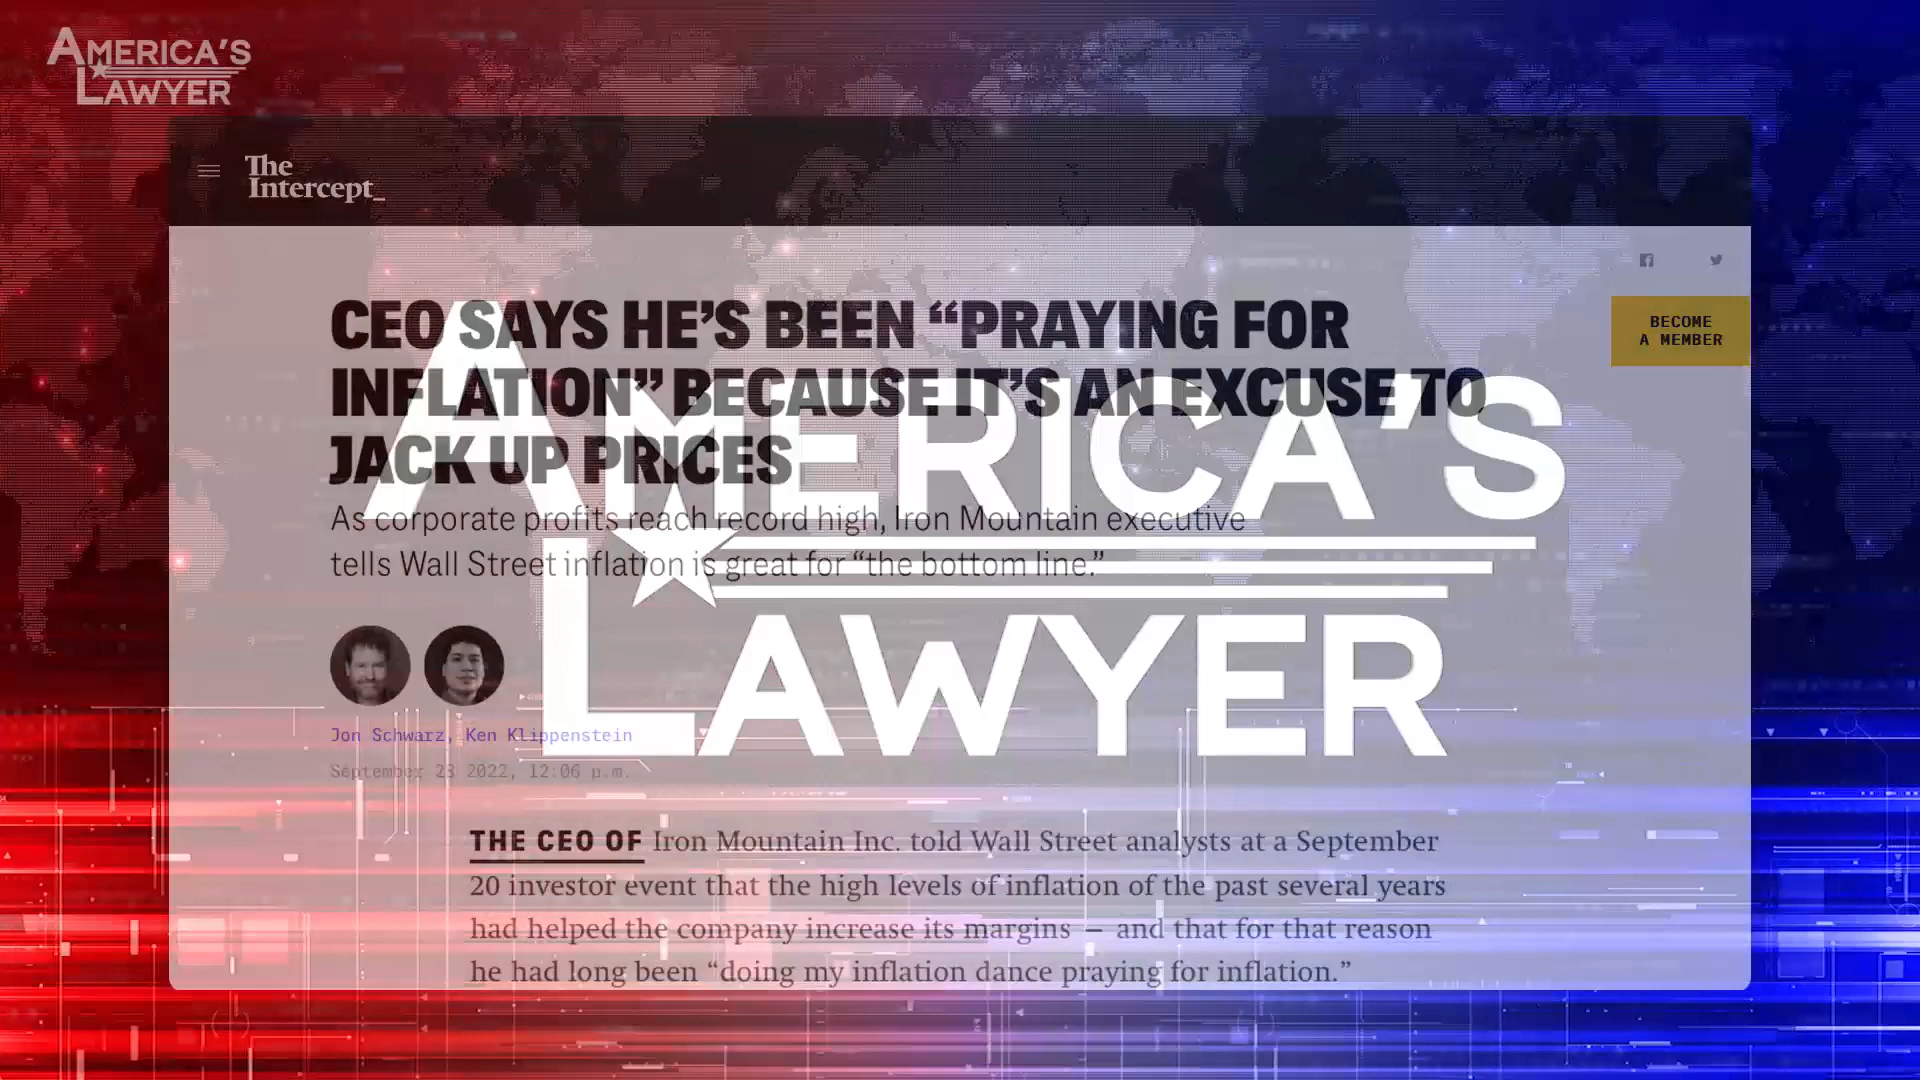 AMERICA'S
LAWYER
The
Intercept_
BECOME
A MEMBER
CEO SAYS HE'S BEEN “PRAYING FOR
INFLATION” BECAUSE IT'S AN EXCUSE TO
JACK UP PRICES
As corporate profits reach record high, Iron Mountain executive
tells Wall Street inflation is great for “the bottom line.”
AMERICA'S
LAWYER
Jon Schwarz, Ken Klippenstein
September 23 2022, 12:06 p.m.
THE CEO OF Iron Mountain Inc. told Wall Street analysts at a September
20 investor event that the high levels of inflation of the past several years
had helped the company increase its margins — and that for that reason
he had long been “doing my inflation dance praying for inflation.”